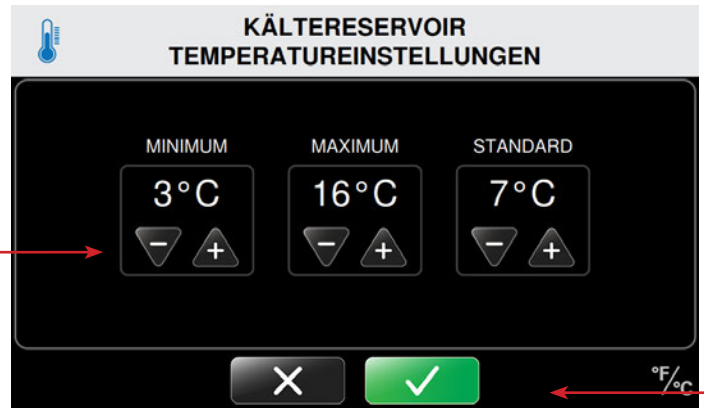 KÄLTERESERVOIR
TEMPERATUREINSTELLUNGEN
MINIMUM MAXIMUM STANDARD
3°C 16°C 7°C
− + − + − +
°F/°C